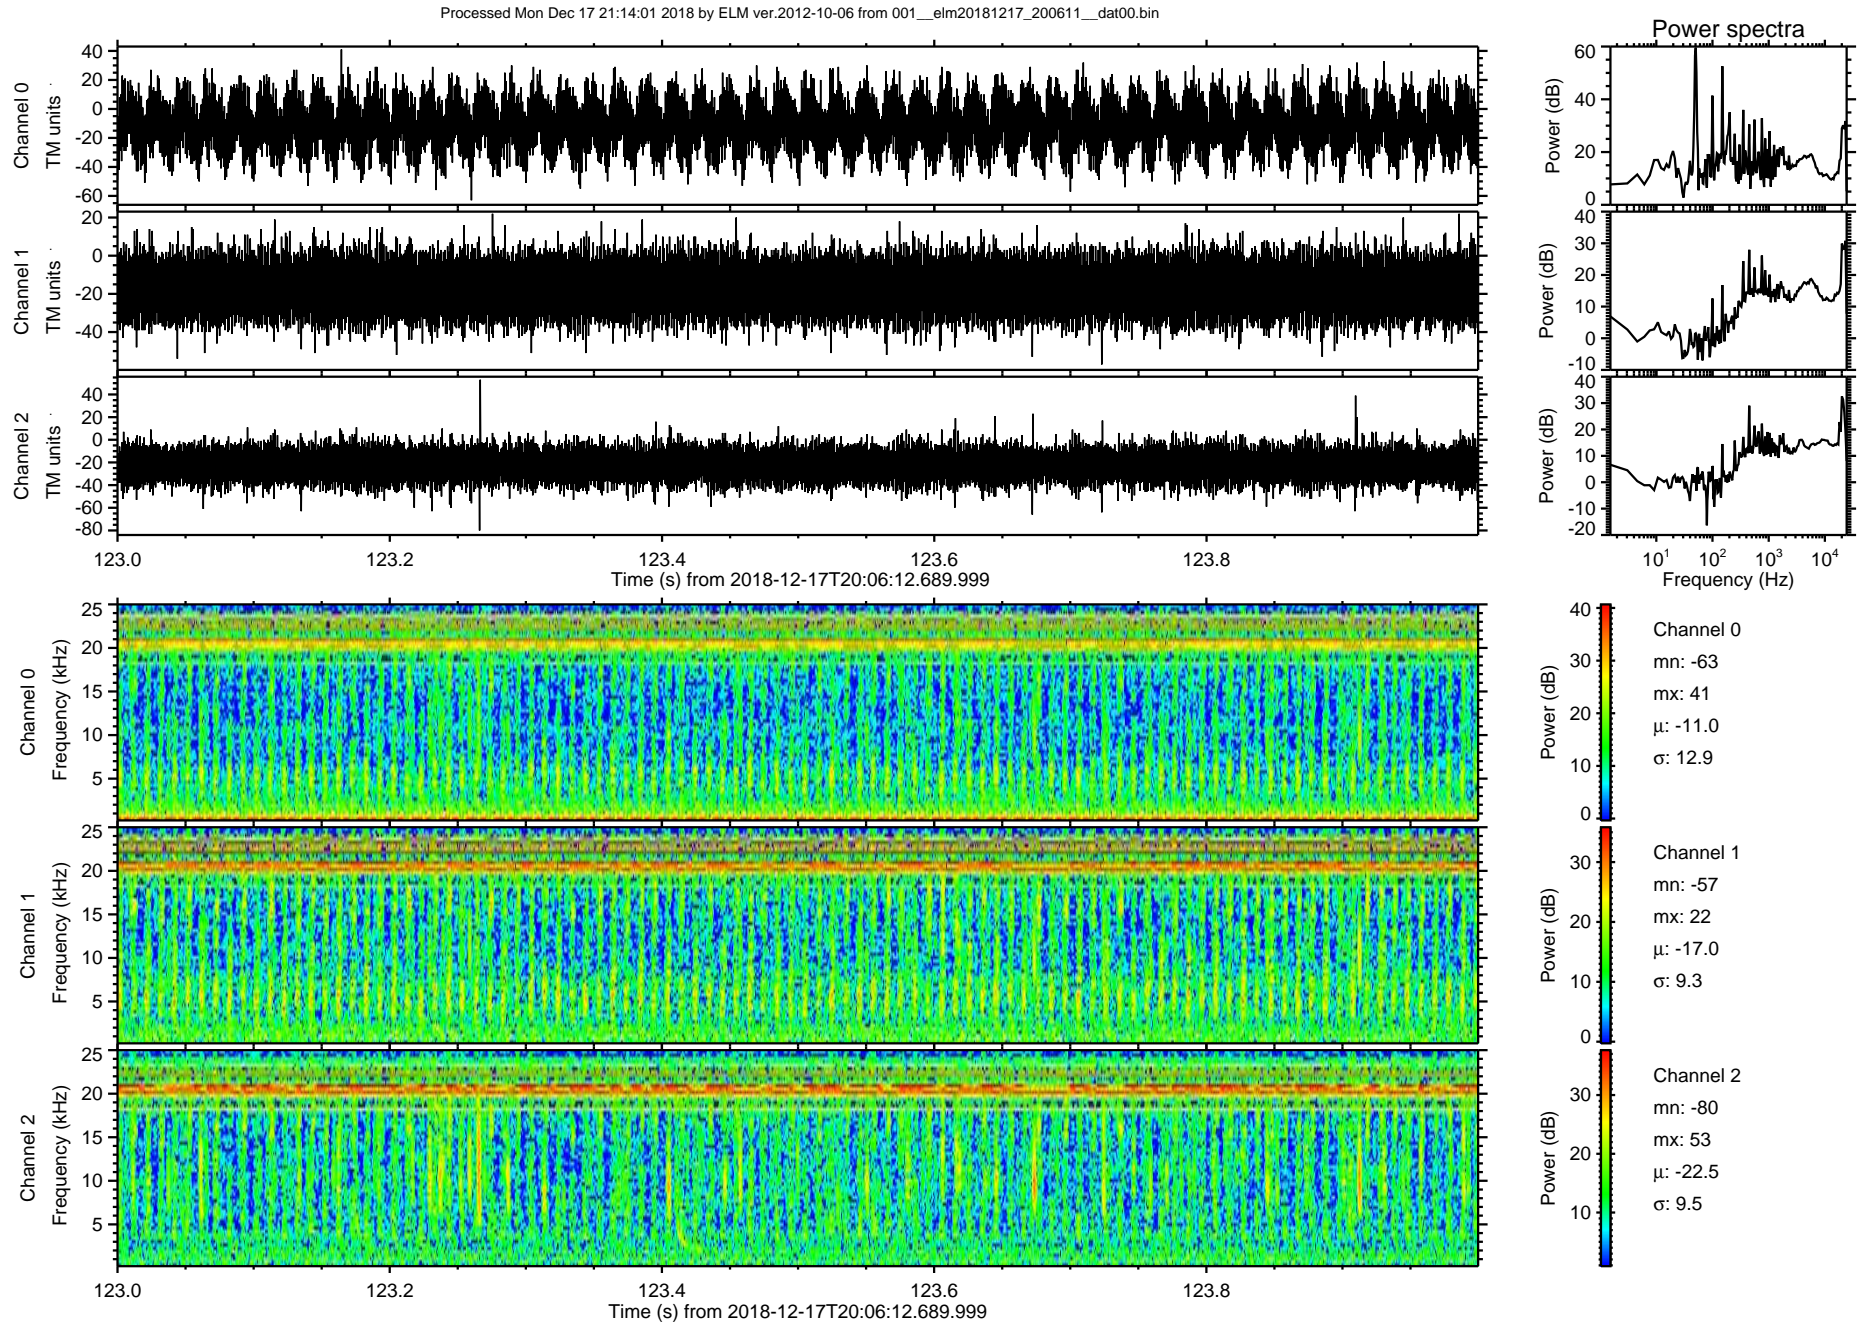 Processed Mon Dec 17 21:14:01 2018 by ELM ver.2012-10-06 from 001__elm20181217_200611__dat00.bin
Power spectra
Channel 0
TM units
40
20
0
-20
-40
-60
Power (dB)
60
40
20
0
Channel 1
TM units
20
0
-20
-40
Power (dB)
40
30
20
10
0
-10
Channel 2
TM units
40
20
0
-20
-40
-60
-80
Power (dB)
40
30
20
10
0
-10
-20
123.0 123.2 123.4 123.6 123.8
Time (s) from 2018-12-17T20:06:12.689.999
10^1 10^2 10^3 10^4
Frequency (Hz)
Channel 0
Frequency (kHz)
25
20
15
10
5
Power (dB)
40
30
20
10
0
Channel 0
mn: -63
mx: 41
μ: -11.0
σ: 12.9
Channel 1
Frequency (kHz)
25
20
15
10
5
Power (dB)
30
20
10
0
Channel 1
mn: -57
mx: 22
μ: -17.0
σ: 9.3
Channel 2
Frequency (kHz)
25
20
15
10
5
Power (dB)
30
20
10
Channel 2
mn: -80
mx: 53
μ: -22.5
σ: 9.5
123.0 123.2 123.4 123.6 123.8
Time (s) from 2018-12-17T20:06:12.689.999